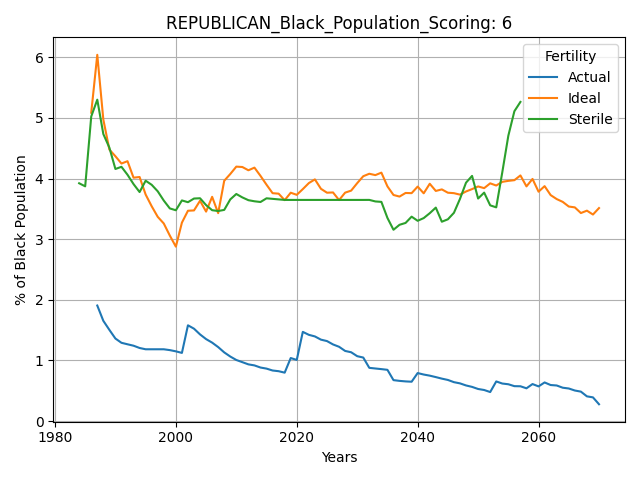 REPUBLICAN_Black_Population_Scoring: 6
Fertility
Actual
Ideal
Sterile
% of Black Population
6
5
4
3
2
1
0
1980 2000 2020 2040 2060
Years